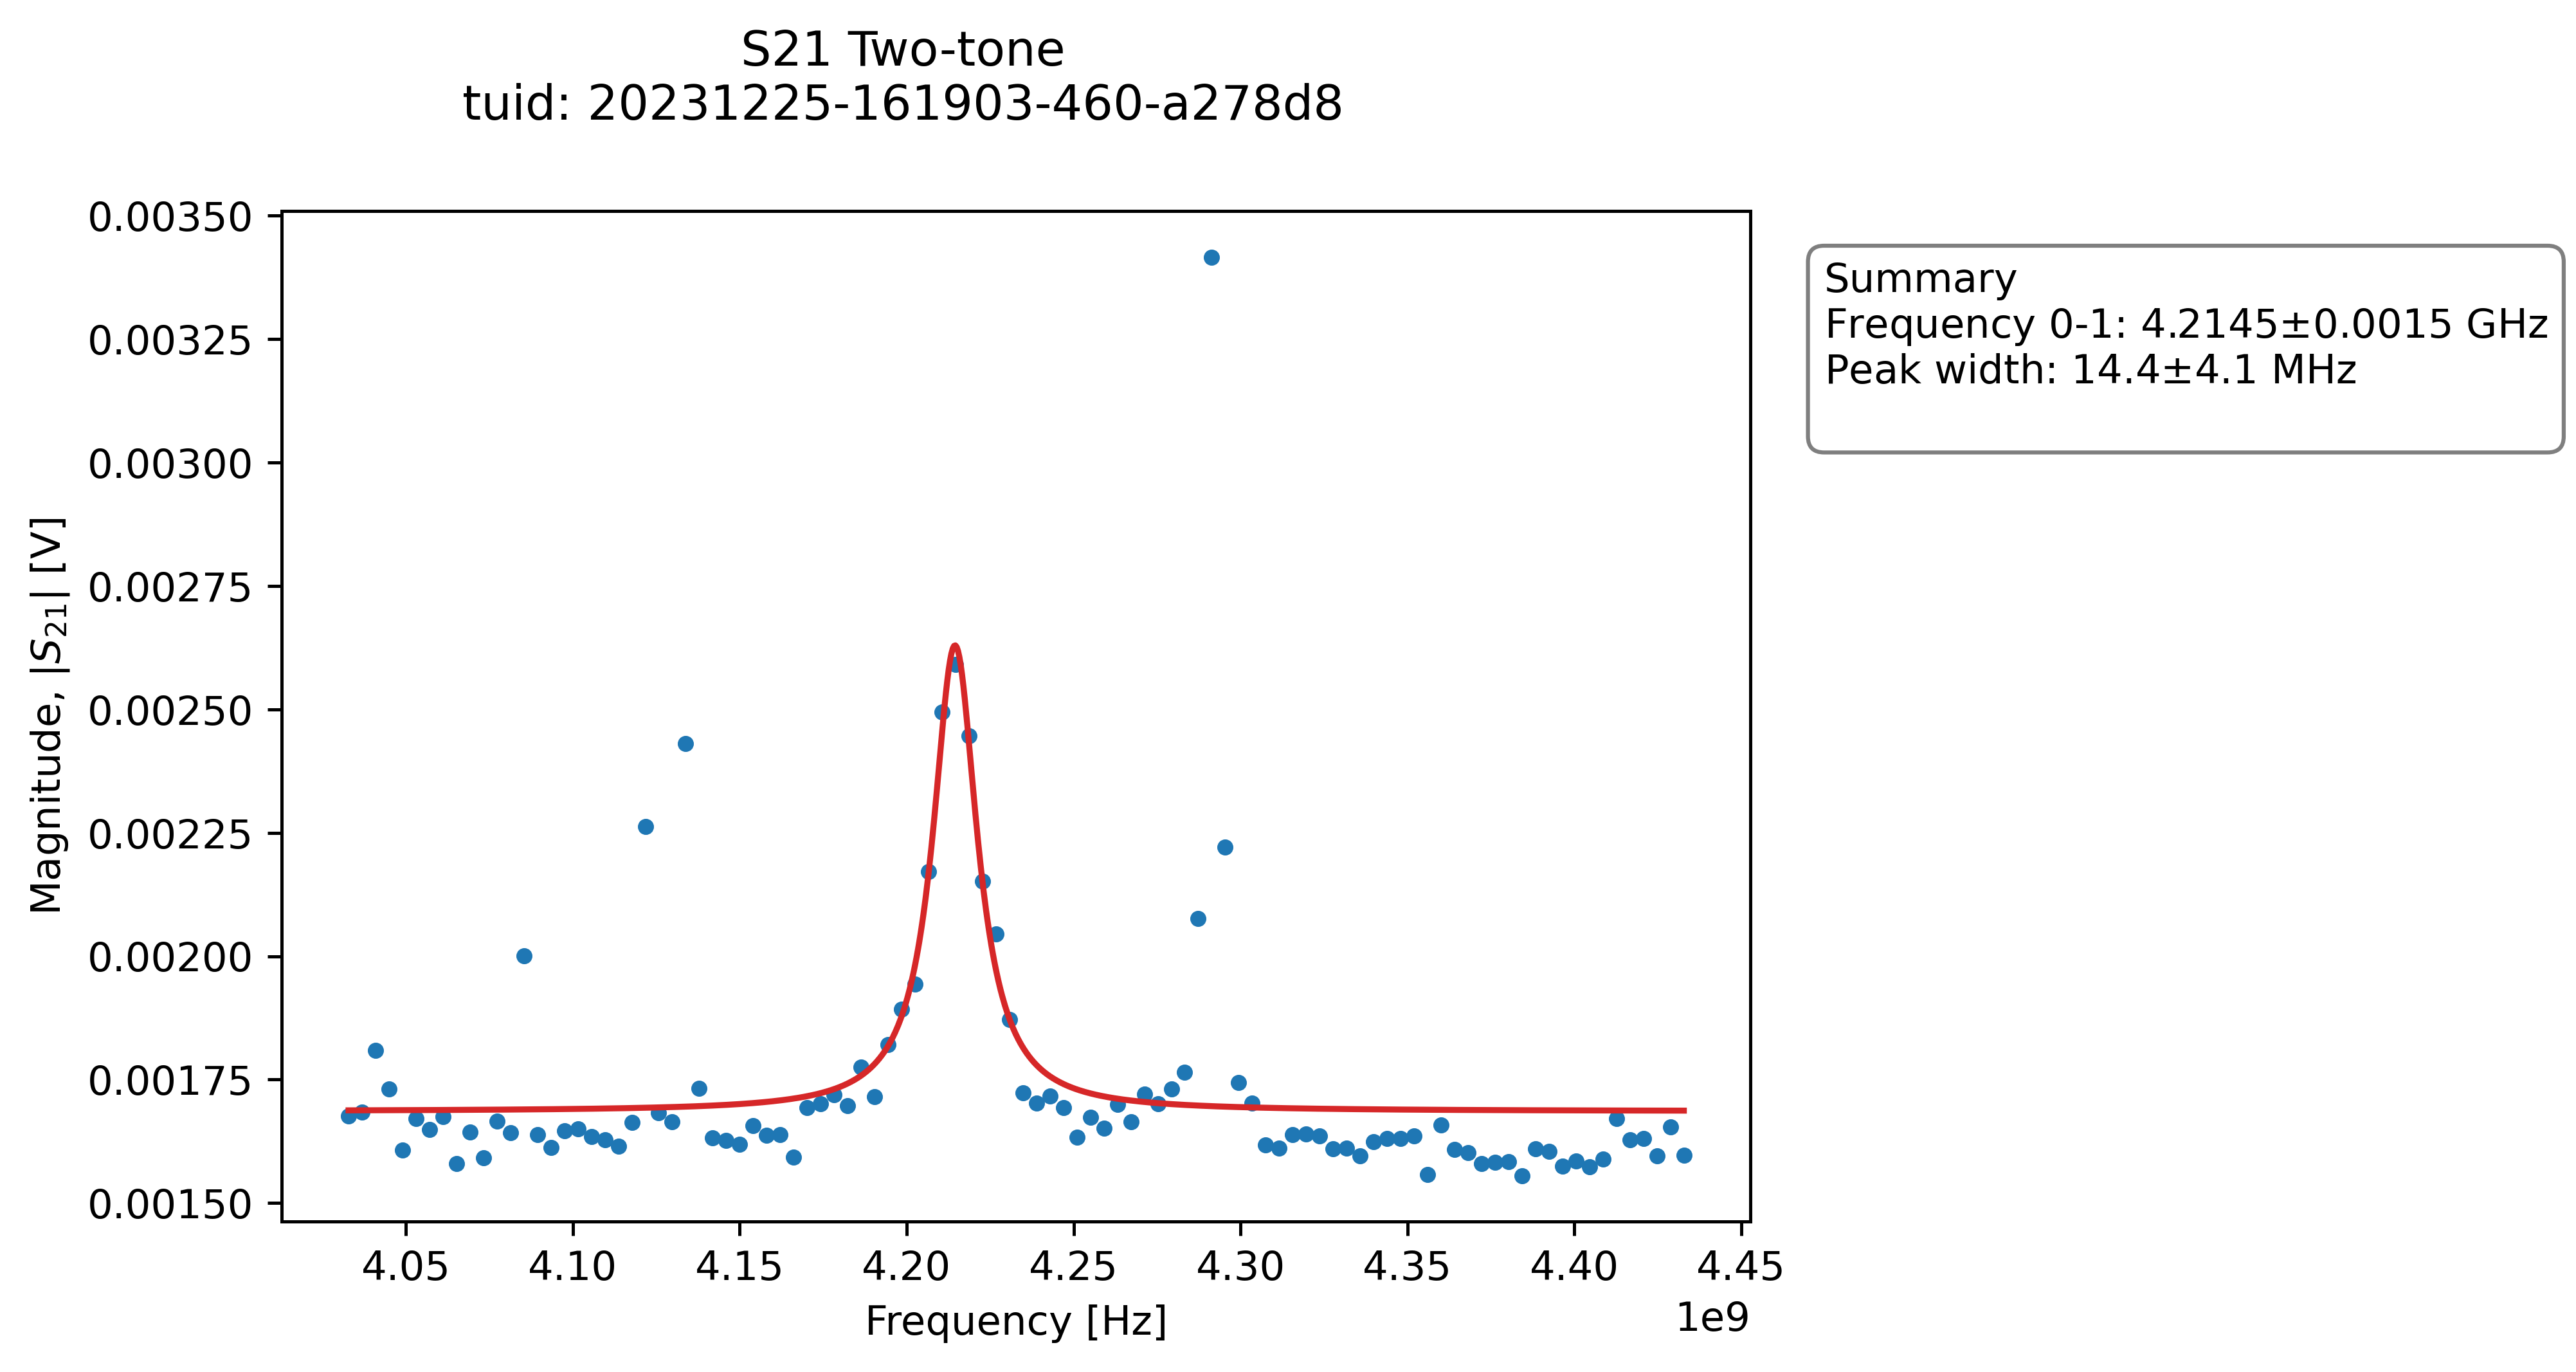 S21 Two-tone
tuid: 20231225-161903-460-a278d8
0.00350
0.00325
0.00300
0.00275
0.00250
0.00225
0.00200
0.00175
0.00150
Magnitude, |S21| [V]
4.05 4.10 4.15 4.20 4.25 4.30 4.35 4.40 4.45
Frequency [Hz]
1e9
Summary
Frequency 0-1: 4.2145±0.0015 GHz
Peak width: 14.4±4.1 MHz